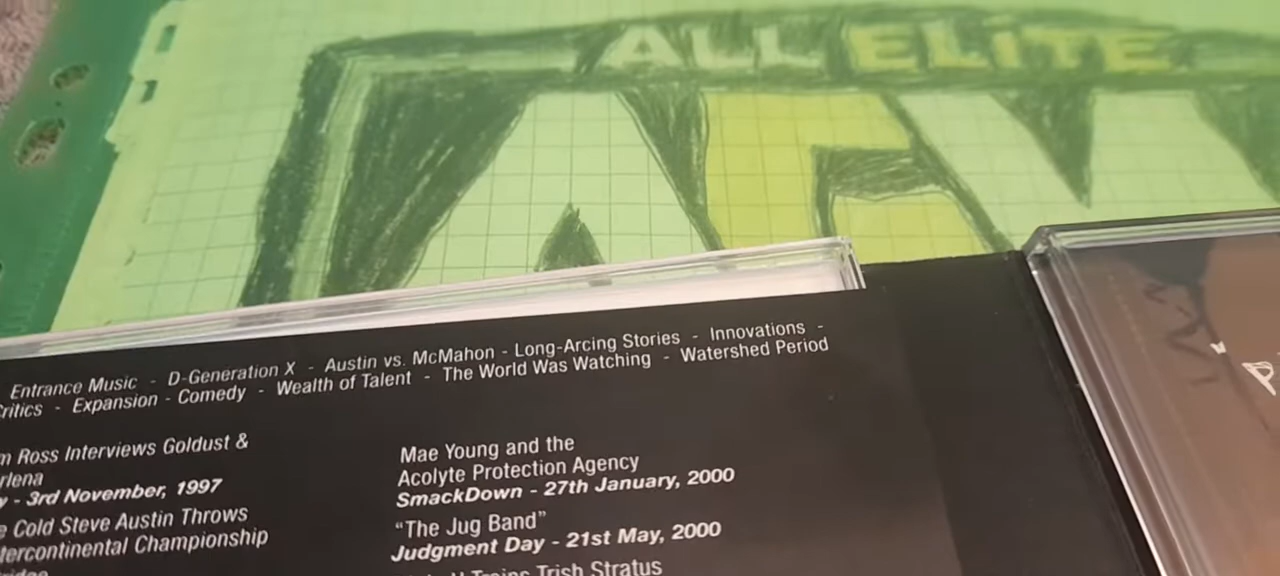 ALL ELITE
AEW
Entrance Music - D-Generation X - Austin vs. McMahon - Long-Arcing Stories - Innovations -
Expansion - Comedy - Wealth of Talent - The World Was Watching - Watershed Period
Ross Interviews Goldust &
- 3rd November, 1997
Cold Steve Austin Throws
Championship
Mae Young and the
Acolyte Protection Agency
SmackDown - 27th January, 2000
“The Jug Band”
Judgment Day - 21st May, 2000
Trish Stratus